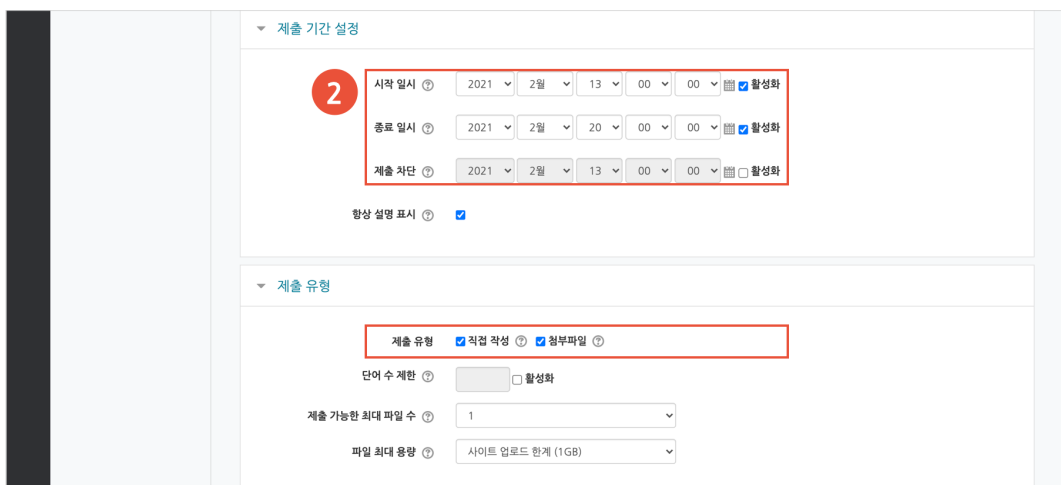 제출 기간 설정
2
시작 일시 2021 2월 13 00 00 활성화
종료 일시 2021 2월 20 00 00 활성화
제출 차단 2021 2월 13 00 00 활성화
항상 설명 표시
제출 유형
제출 유형 직접 작성 첨부파일
단어 수 제한 활성화
제출 가능한 최대 파일 수 1
파일 최대 용량 사이트 업로드 한계 (1GB)